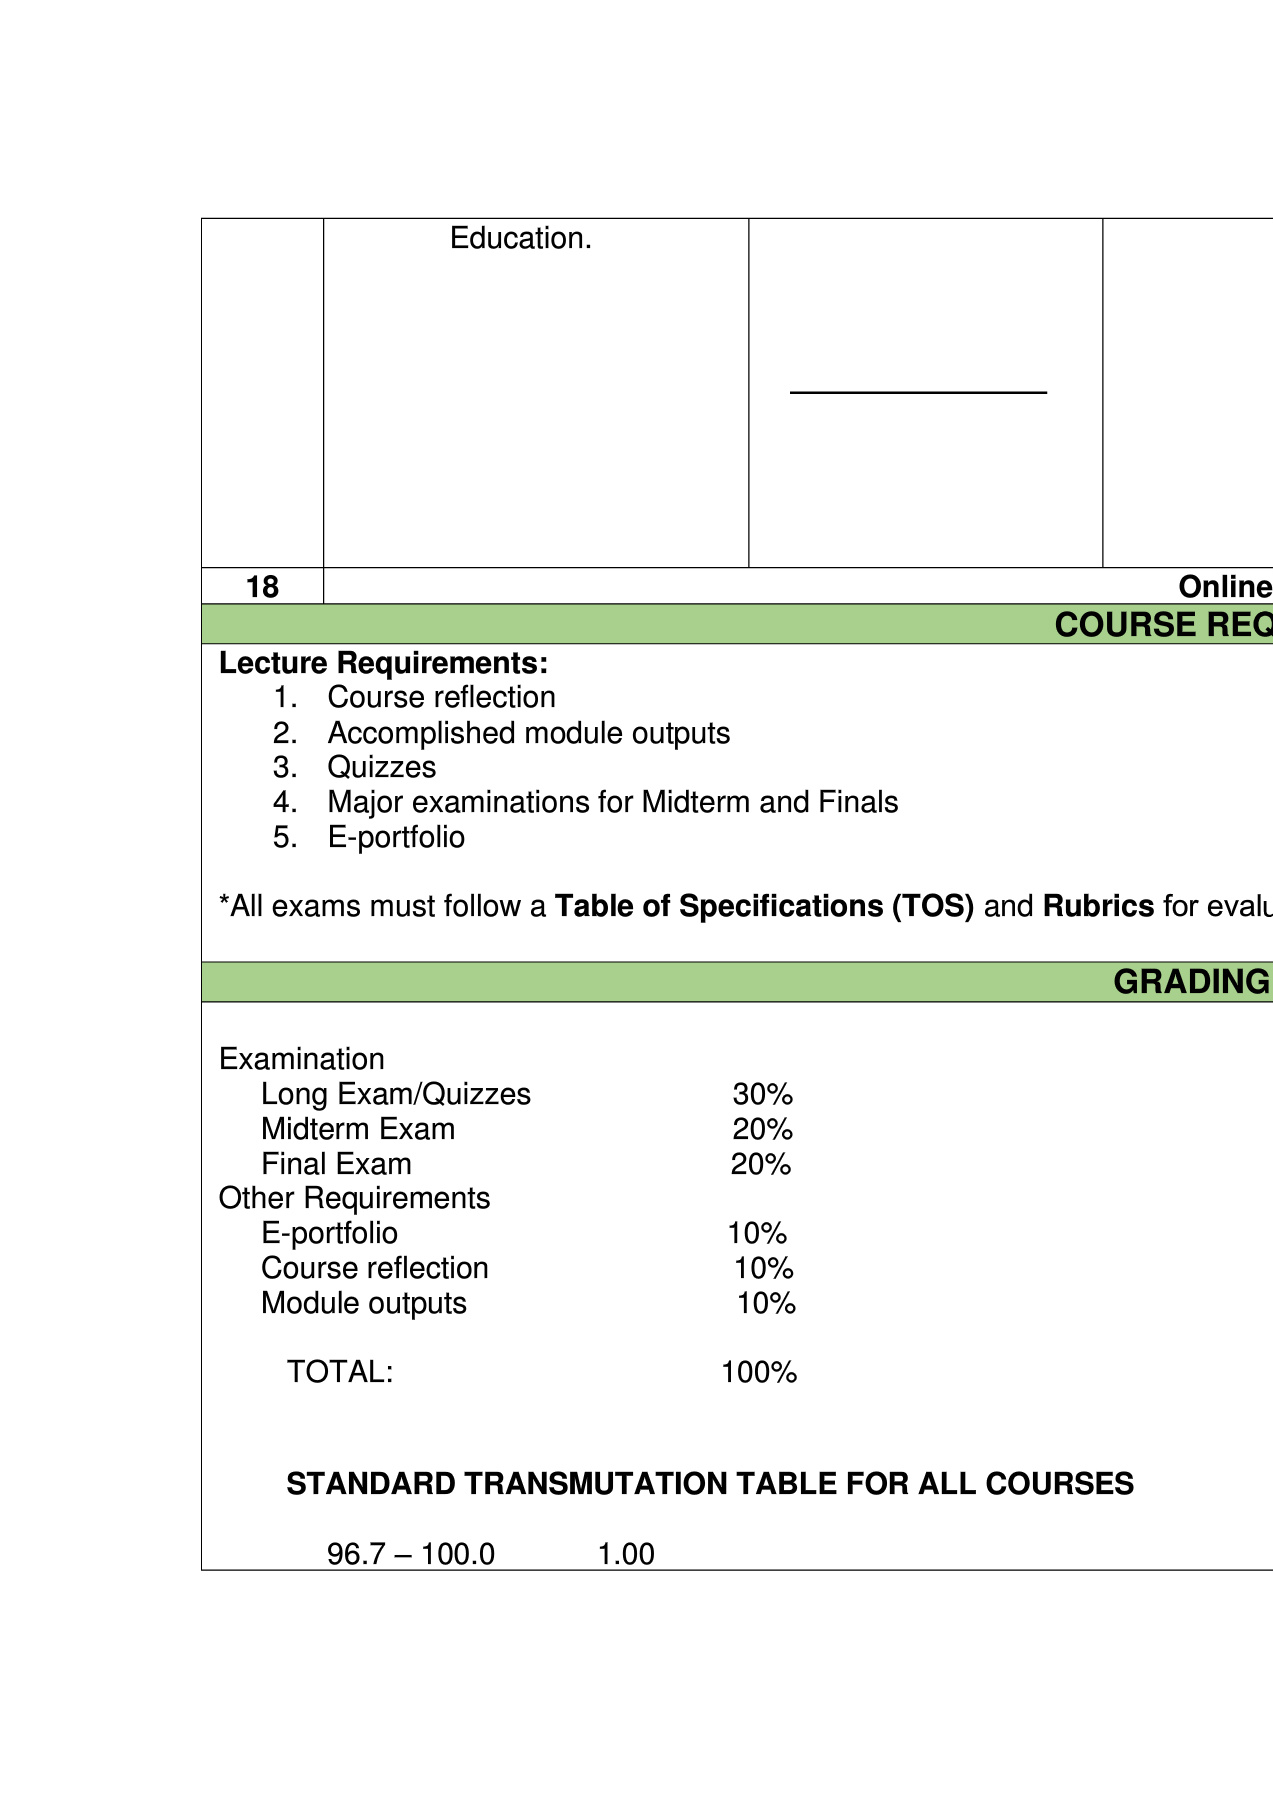 Education.
18 Online
COURSE REQ
Lecture Requirements:
1. Course reflection
2. Accomplished module outputs
3. Quizzes
4. Major examinations for Midterm and Finals
5. E-portfolio
*All exams must follow a Table of Specifications (TOS) and Rubrics for evalu
GRADING
Examination
Long Exam/Quizzes 30%
Midterm Exam 20%
Final Exam 20%
Other Requirements
E-portfolio 10%
Course reflection 10%
Module outputs 10%
TOTAL: 100%
STANDARD TRANSMUTATION TABLE FOR ALL COURSES
96.7 – 100.0 1.00